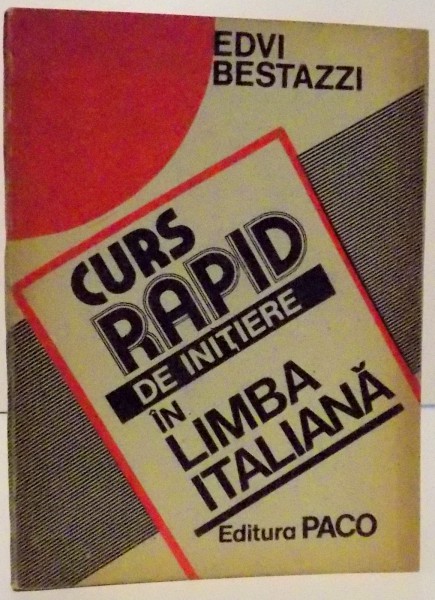 EDVI
BESTAZZI
CURS
RAPID
DE INIȚIERE
ÎN
LIMBA
ITALIANĂ
Editura PACO